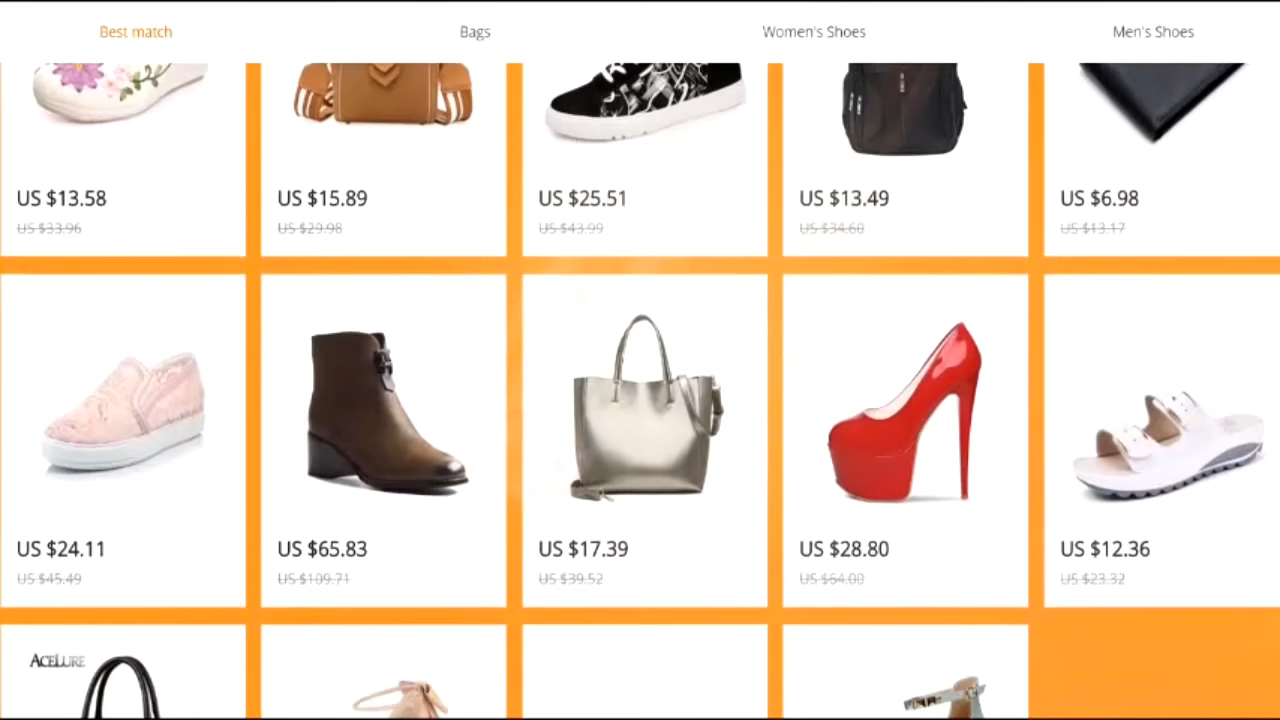 Best match Bags Women's Shoes Men's Shoes
US $13.58 US $15.89 US $25.51 US $13.49 US $6.98
US $33.96 US $29.98 US $43.99 US $34.60 US $13.17
US $24.11 US $65.83 US $17.39 US $28.80 US $12.36
US $45.49 US $109.71 US $39.52 US $64.00 US $23.32
ACELURE